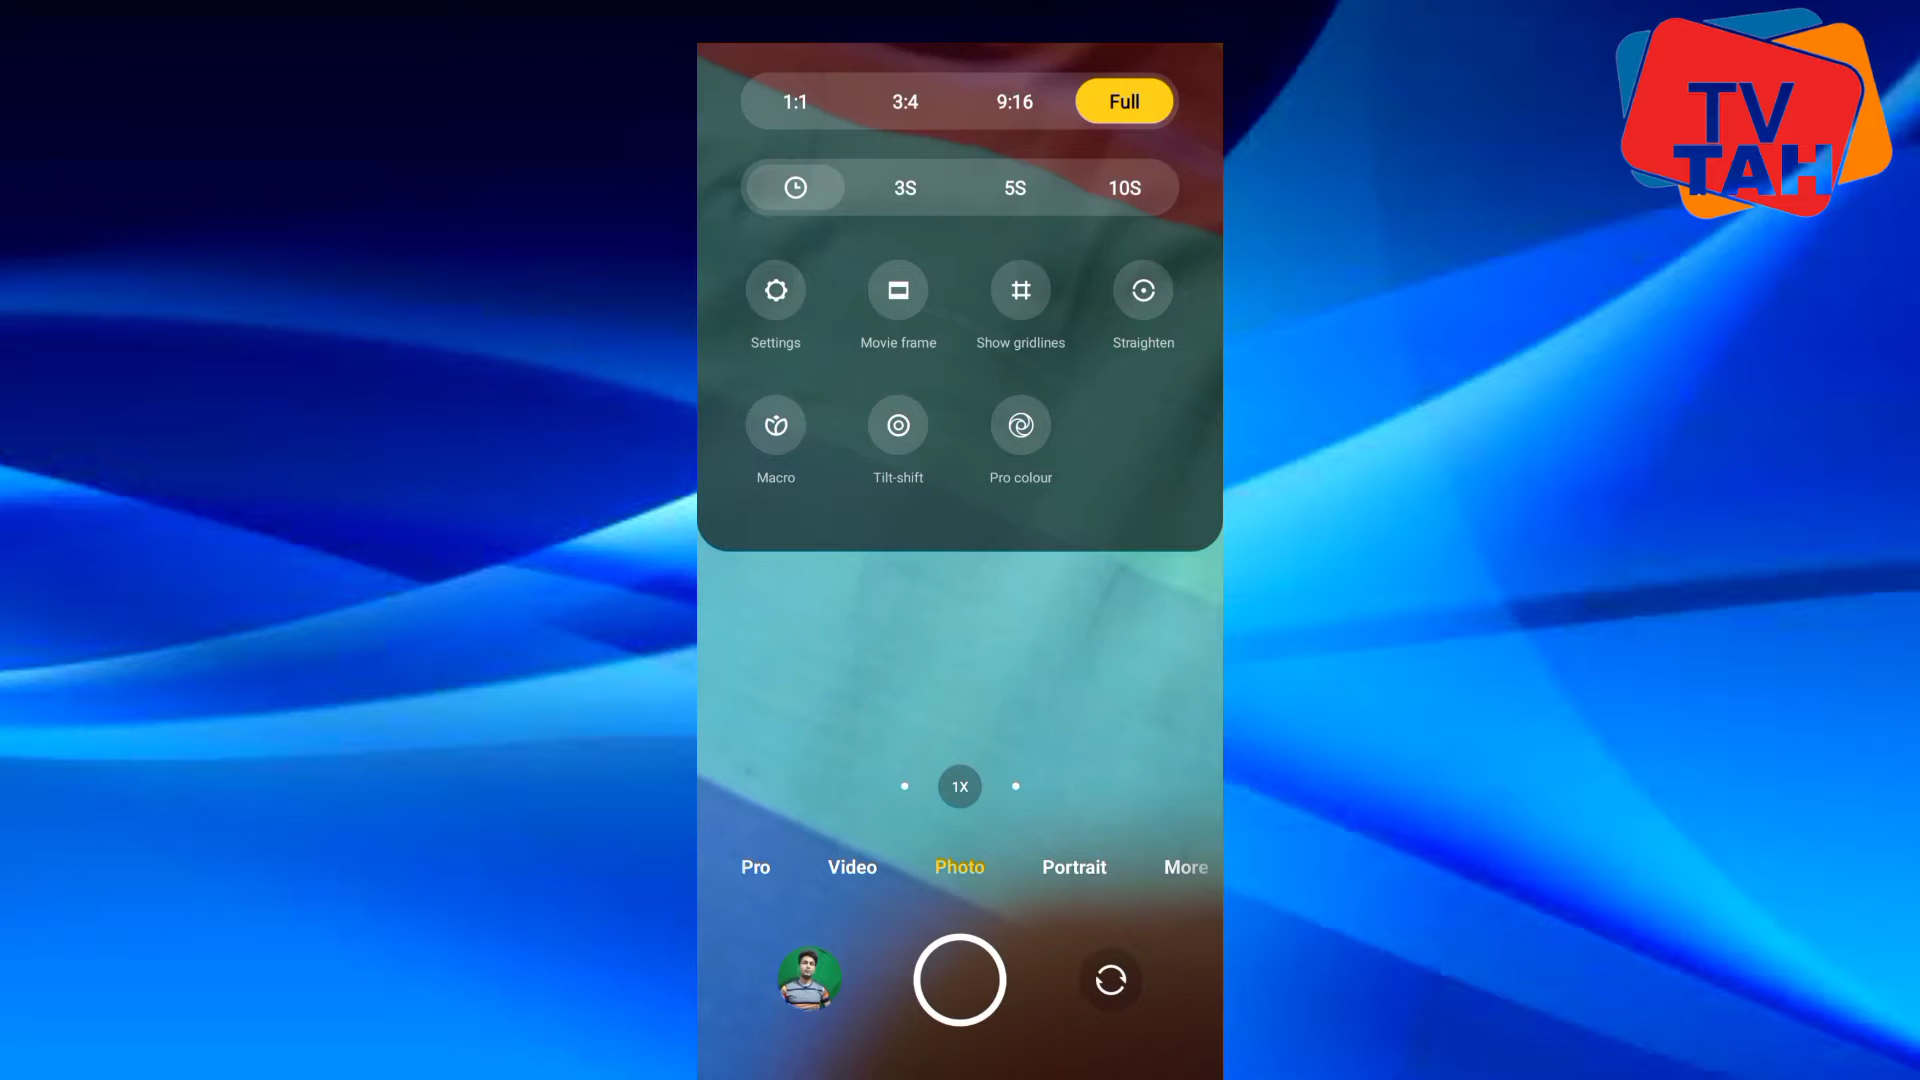 TV
TAH
1:1 3:4 9:16 Full
3S 5S 10S
Settings Movie frame Show gridlines Straighten
Macro Tilt-shift Pro colour
1X
Pro Video Photo Portrait More